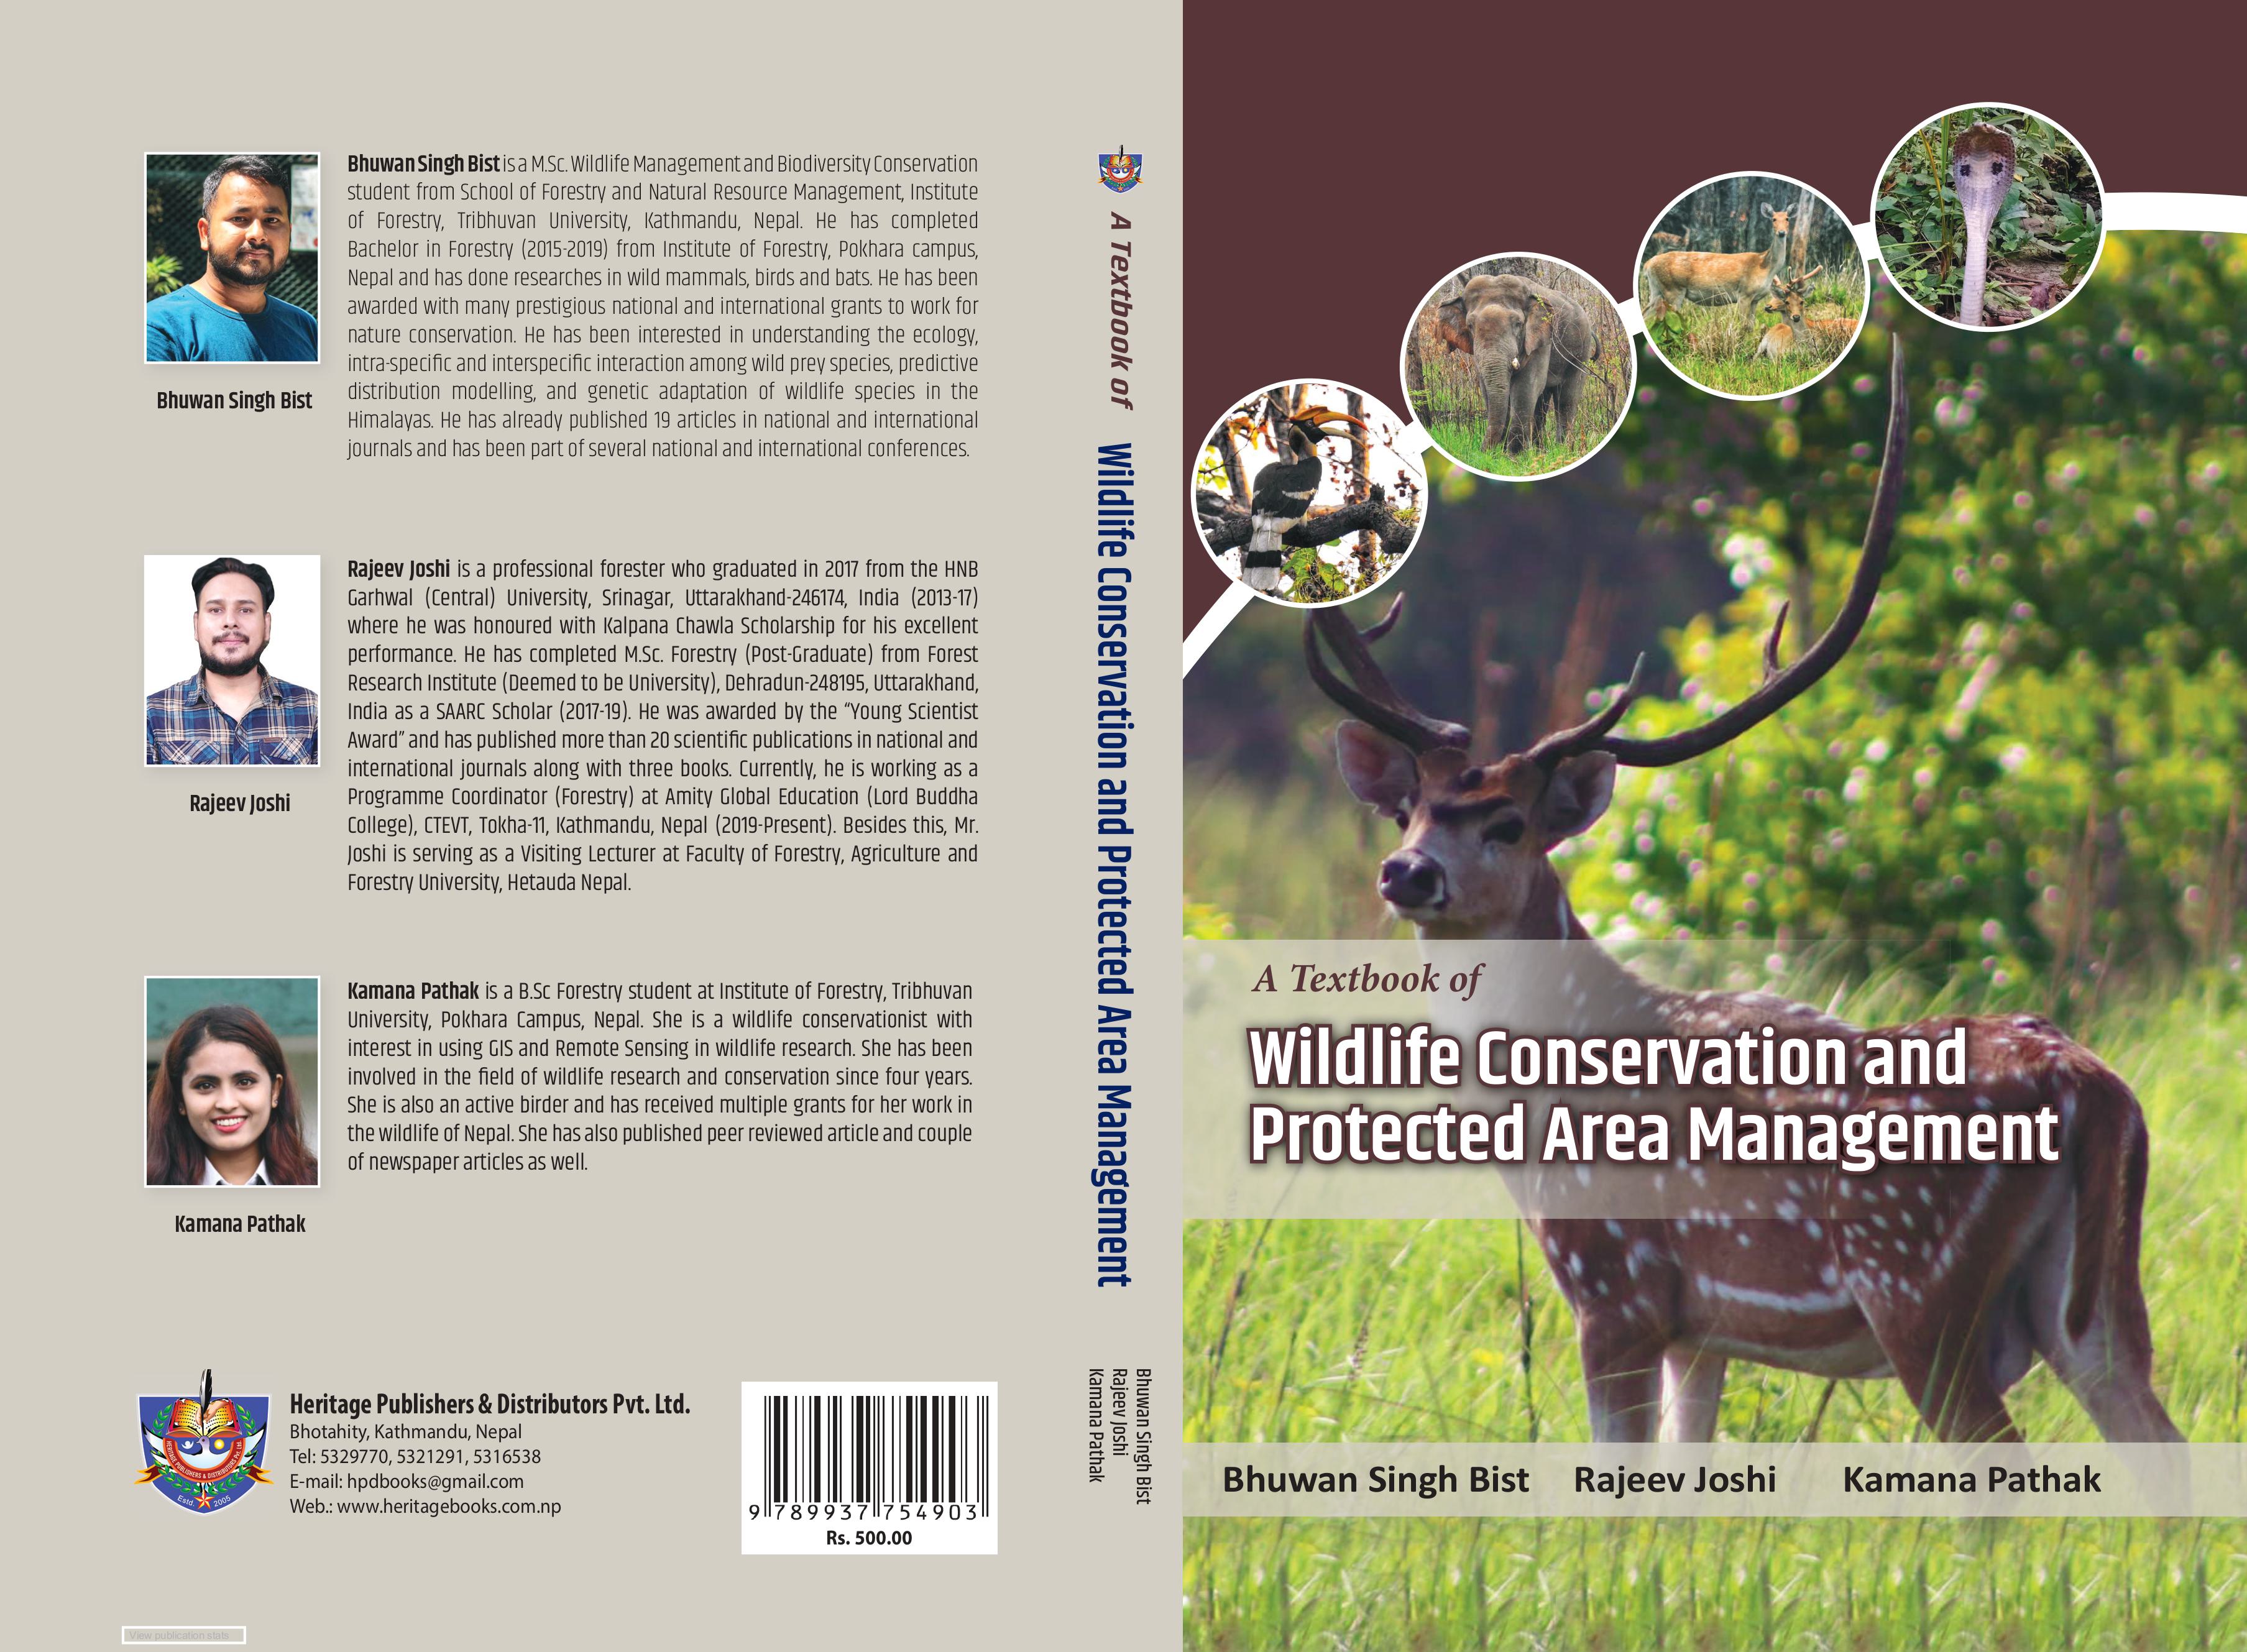 Bhuwan Singh Bist is a M.Sc. Wildlife Management and Biodiversity Conservation
student from School of Forestry and Natural Resource Management, Institute
of Forestry, Tribhuvan University, Kathmandu, Nepal. He has completed
Bachelor in Forestry (2015-2019) from Institute of Forestry, Pokhara campus,
Nepal and has done researches in wild mammals, birds and bats. He has been
awarded with many prestigious national and international grants to work for
nature conservation. He has been interested in understanding the ecology,
intra-specific and interspecific interaction among wild prey species, predictive
distribution modelling, and genetic adaptation of wildlife species in the
Himalayas. He has already published 19 articles in national and international
journals and has been part of several national and international conferences.
Bhuwan Singh Bist
Rajeev Joshi is a professional forester who graduated in 2017 from the HNB
Garhwal (Central) University, Srinagar, Uttarakhand-246174, India (2013-17)
where he was honoured with Kalpana Chawla Scholarship for his excellent
performance. He has completed M.Sc. Forestry (Post-Graduate) from Forest
Research Institute (Deemed to be University), Dehradun-248195, Uttarakhand,
India as a SAARC Scholar (2017-19). He was awarded by the “Young Scientist
Award” and has published more than 20 scientific publications in national and
international journals along with three books. Currently, he is working as a
Programme Coordinator (Forestry) at Amity Global Education (Lord Buddha
College), CTEVT, Tokha-11, Kathmandu, Nepal (2019-Present). Besides this, Mr.
Joshi is serving as a Visiting Lecturer at Faculty of Forestry, Agriculture and
Forestry University, Hetauda Nepal.
Rajeev Joshi
Kamana Pathak is a B.Sc Forestry student at Institute of Forestry, Tribhuvan
University, Pokhara Campus, Nepal. She is a wildlife conservationist with
interest in using GIS and Remote Sensing in wildlife research. She has been
involved in the field of wildlife research and conservation since four years.
She is also an active birder and has received multiple grants for her work in
the wildlife of Nepal. She has also published peer reviewed article and couple
of newspaper articles as well.
Kamana Pathak
HERITAGE PUBLISHERS & DISTRIBUTORS Pvt. Ltd.
Estd. 2005
Heritage Publishers & Distributors Pvt. Ltd.
Bhotahity, Kathmandu, Nepal
Tel: 5329770, 5321291, 5316538
E-mail: hpdbooks@gmail.com
Web.: www.heritagebooks.com.np
9 789937 754903
Rs. 500.00
View publication stats
A Textbook of
Wildlife Conservation and Protected Area Management
Bhuwan Singh Bist
Rajeev Joshi
Kamana Pathak
A Textbook of
Wildlife Conservation and
Protected Area Management
Bhuwan Singh Bist Rajeev Joshi Kamana Pathak